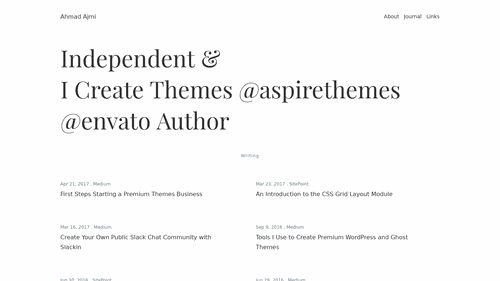 Ahmad Ajmi
About Journal Links
Independent &
I Create Themes @aspirethemes
@envato Author
Writing
Apr 21, 2017 . Medium
First Steps Starting a Premium Themes Business
Mar 23, 2017 . SitePoint
An Introduction to the CSS Grid Layout Module
Mar 16, 2017 . Medium
Create Your Own Public Slack Chat Community with
Slackin
Sep 9, 2016 . Medium
Tools I Use to Create Premium WordPress and Ghost
Themes